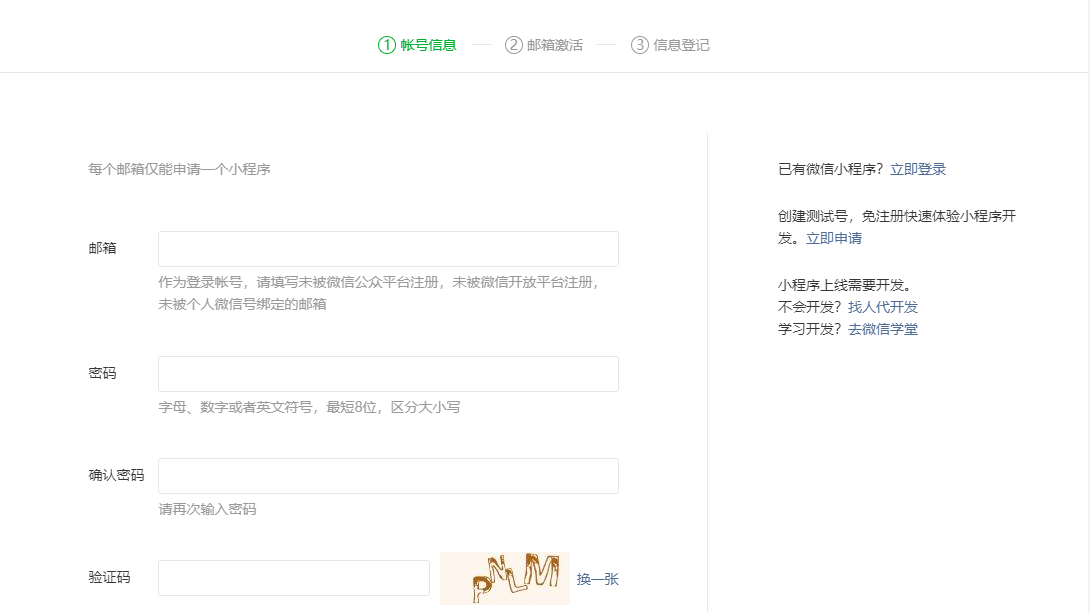 ① 帐号信息 — ② 邮箱激活 — ③ 信息登记
每个邮箱仅能申请一个小程序
邮箱
作为登录帐号，请填写未被微信公众平台注册，未被微信开放平台注册，
未被个人微信号绑定的邮箱
密码
字母、数字或者英文符号，最短8位，区分大小写
确认密码
请再次输入密码
验证码
PNLM
换一张
已有微信小程序？立即登录
创建测试号，免注册快速体验小程序开
发。立即申请
小程序上线需要开发。
不会开发？找人代开发
学习开发？去微信学堂